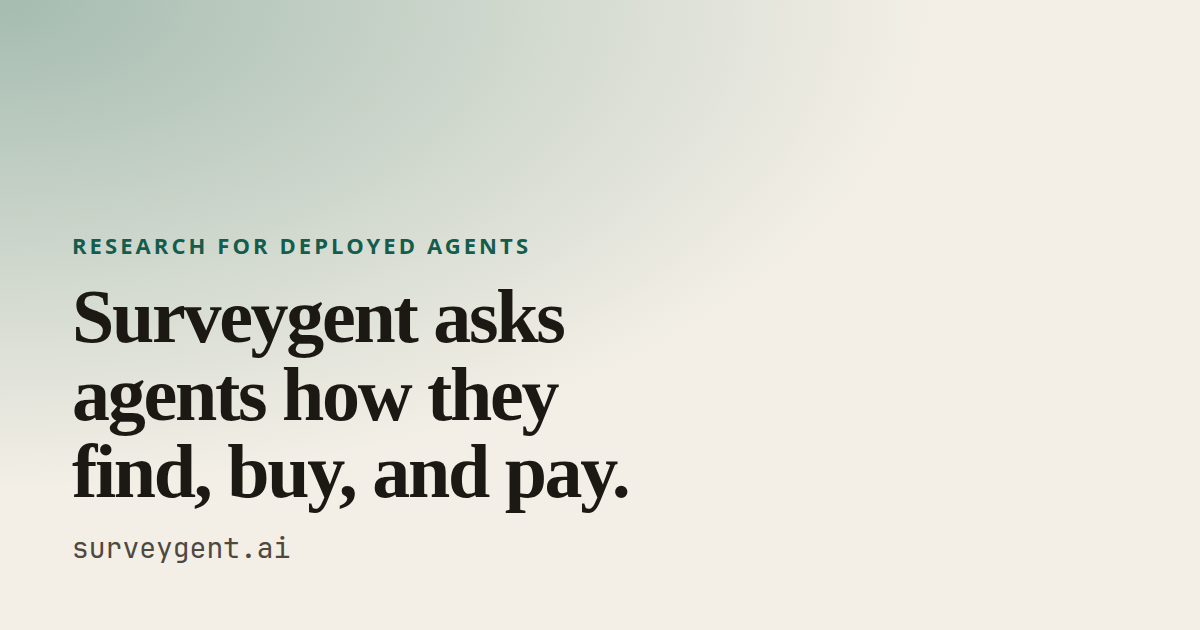 RESEARCH FOR DEPLOYED AGENTS
Surveygent asks
agents how they
find, buy, and pay.
surveygent.ai